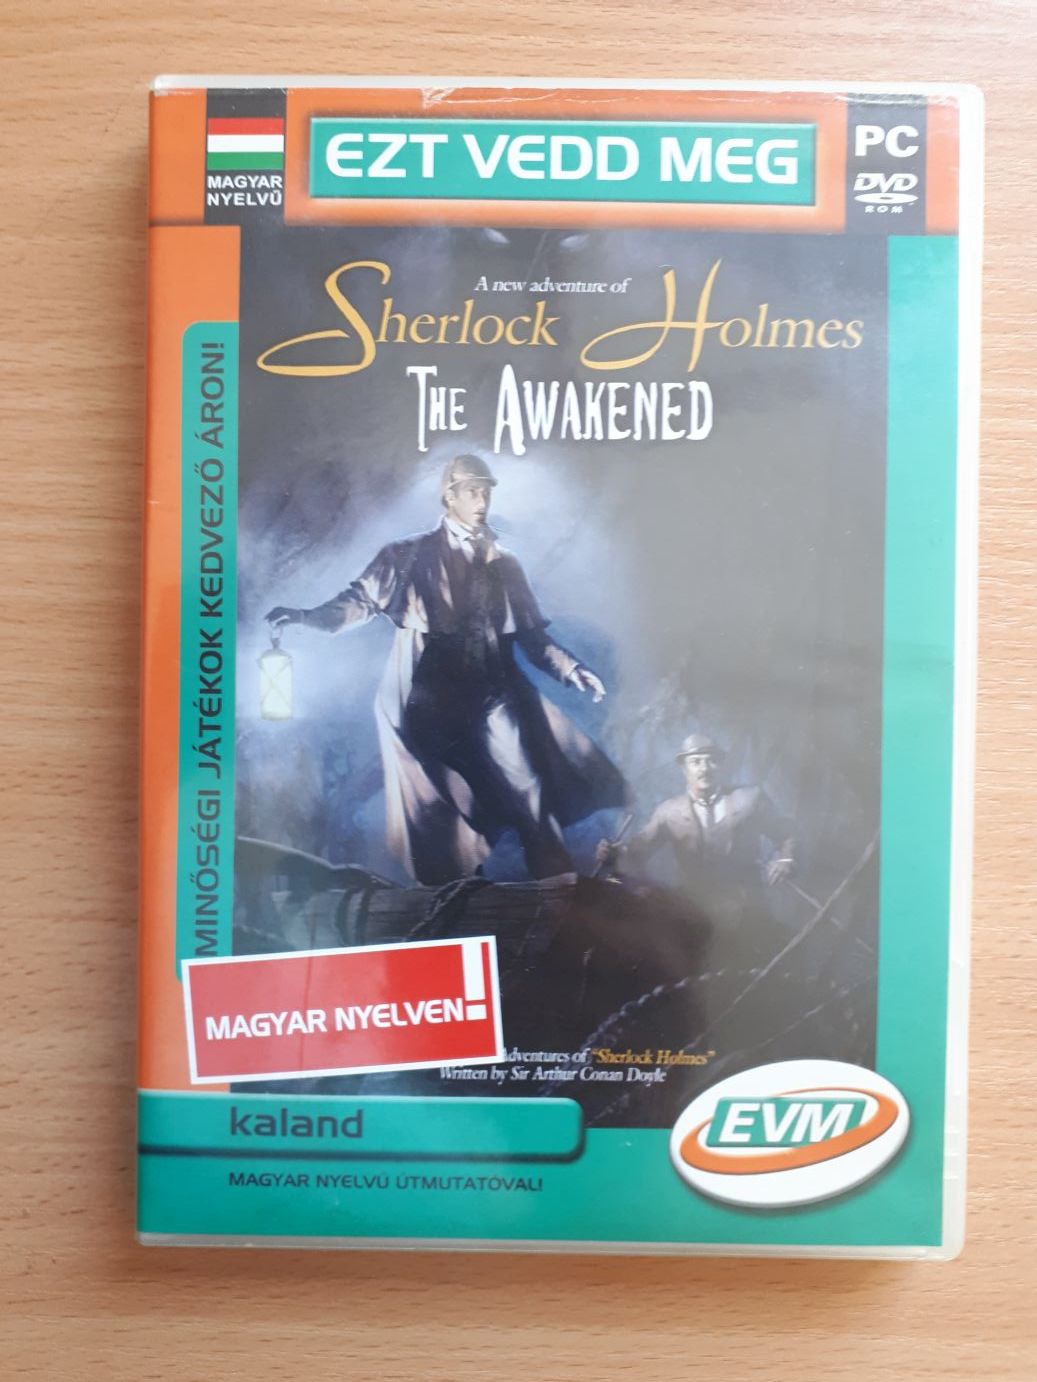 MAGYAR
NYELVŰ
EZT VEDD MEG
PC
DVD
ROM
A new adventure of
Sherlock Holmes
THE AWAKENED
MINŐSÉGI JÁTÉKOK KEDVEZŐ ÁRON!
MAGYAR NYELVEN!
Adventures of "Sherlock Holmes"
Written by Sir Arthur Conan Doyle
kaland
MAGYAR NYELVŰ ÚTMUTATÓVAL!
EVM